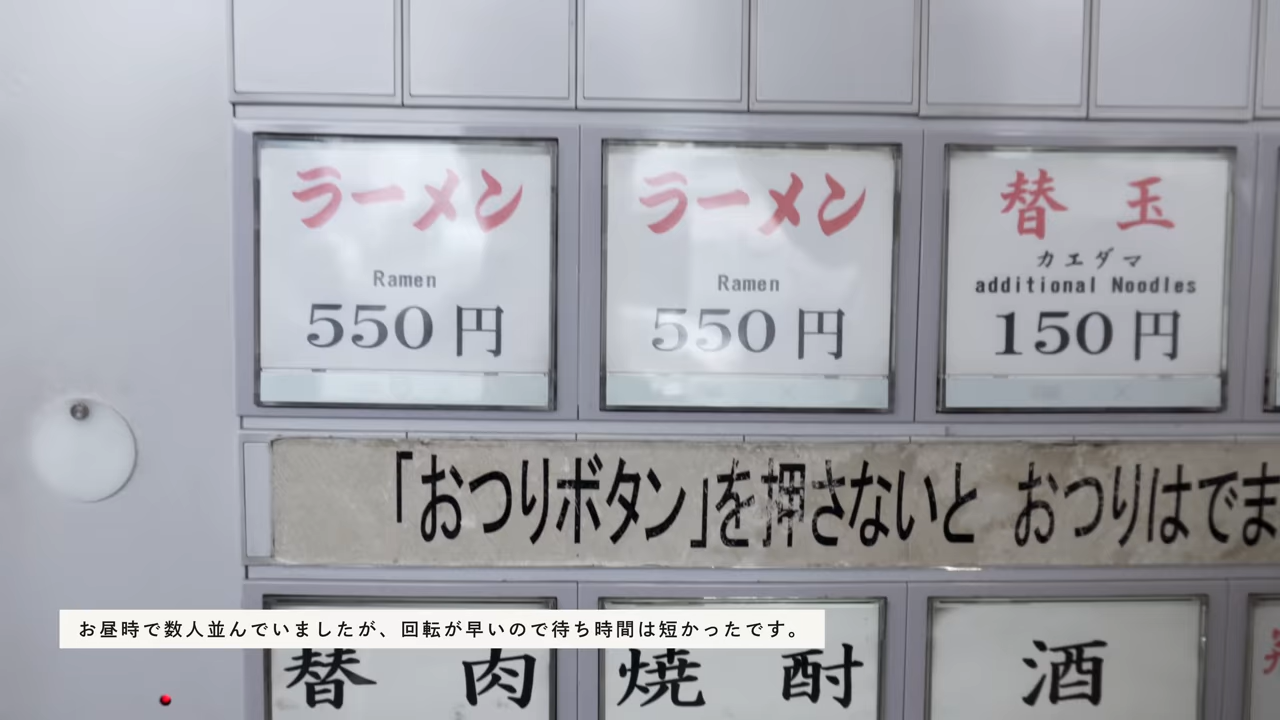 ラーメン
Ramen
550円
ラーメン
Ramen
550円
替玉
カエダマ
additional Noodles
150円
「おつりボタン」を押さないと おつりはでま
お昼時で数人並んでいましたが、回転が早いので待ち時間は短かったです。
替肉
焼酎
酒